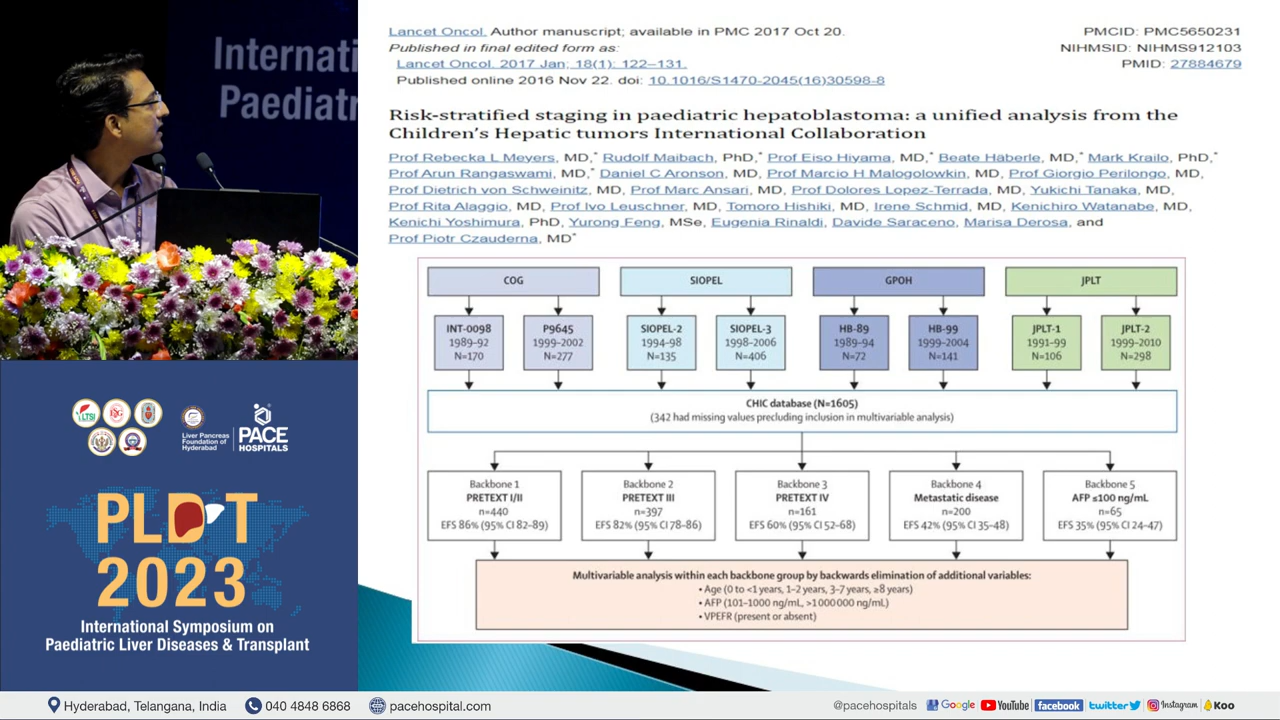 Internati
Paediatr
Lancet Oncol. Author manuscript; available in PMC 2017 Oct 20.
Published in final edited form as:
Lancet Oncol. 2017 Jan; 18(1): 122–131.
Published online 2016 Nov 22. doi: 10.1016/S1470-2045(16)30598-8
PMCID: PMC5650231
NIHMSID: NIHMS912103
PMID: 27884679
Risk-stratified staging in paediatric hepatoblastoma: a unified analysis from the
Children's Hepatic tumors International Collaboration
Prof Rebecka L Meyers, MD,* Rudolf Maibach, PhD,* Prof Eiso Hiyama, MD,* Beate Häberle, MD,* Mark Krailo, PhD,*
Prof Arun Rangaswami, MD,* Daniel C Aronson, MD, Prof Marcio H Malogolowkin, MD, Prof Giorgio Perilongo, MD,
Prof Dietrich von Schweinitz, MD, Prof Marc Ansari, MD, Prof Dolores Lopez-Terrada, MD, Yukichi Tanaka, MD,
Prof Rita Alaggio, MD, Prof Ivo Leuschner, MD, Tomoro Hishiki, MD, Irene Schmid, MD, Kenichiro Watanabe, MD,
Kenichi Yoshimura, PhD, Yurong Feng, MSe, Eugenia Rinaldi, Davide Saraceno, Marisa Derosa, and
Prof Piotr Czauderna, MD*
COG
SIOPEL
GPOH
JPLT
INT-0098
1989-92
N=170
P9645
1999-2002
N=277
SIOPEL-2
1994-98
N=135
SIOPEL-3
1998-2006
N=406
HB-89
1989-94
N=72
HB-99
1999-2004
N=141
JPLT-1
1991-99
N=106
JPLT-2
1999-2010
N=298
CHIC database (N=1605)
(342 had missing values precluding inclusion in multivariable analysis)
Backbone 1
PRETEXT I/II
n=440
EFS 86% (95% CI 82-89)
Backbone 2
PRETEXT III
n=397
EFS 82% (95% CI 78-86)
Backbone 3
PRETEXT IV
n=161
EFS 60% (95% CI 52-68)
Backbone 4
Metastatic disease
n=200
EFS 42% (95% CI 35-48)
Backbone 5
AFP ≤100 ng/mL
n=65
EFS 35% (95% CI 24-47)
Multivariable analysis within each backbone group by backwards elimination of additional variables:
• Age (0 to <1 years, 1-2 years, 3-7 years, ≥8 years)
• AFP (101-1000 ng/mL, >1000000 ng/mL)
• VPEFR (present or absent)
LTSI
Liver Pancreas
Foundation of
Hyderabad
PACE
HOSPITALS
PLDT
2023
International Symposium on
Paediatric Liver Diseases & Transplant
Hyderabad, Telangana, India
040 4848 6868
pacehospital.com
@pacehospitals
Google
YouTube
facebook
twitter
Instagram
Koo